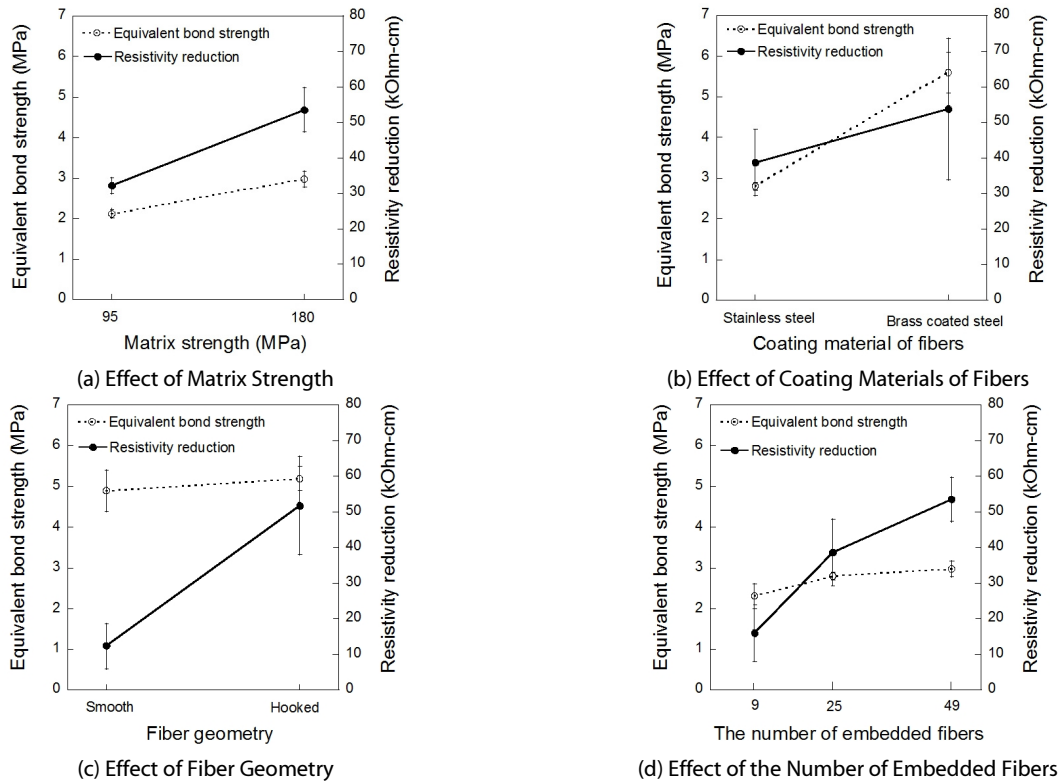 7
6
5
4
3
2
1
0
80
70
60
50
40
30
20
10
0
Equivalent bond strength (MPa)
Resistivity reduction (kOhm-cm)
Equivalent bond strength
Resistivity reduction
95
180
Matrix strength (MPa)
(a) Effect of Matrix Strength
7
6
5
4
3
2
1
0
80
70
60
50
40
30
20
10
0
Equivalent bond strength (MPa)
Resistivity reduction (kOhm-cm)
Equivalent bond strength
Resistivity reduction
Stainless steel
Brass coated steel
Coating material of fibers
(b) Effect of Coating Materials of Fibers
7
6
5
4
3
2
1
0
80
70
60
50
40
30
20
10
0
Equivalent bond strength (MPa)
Resistivity reduction (kOhm-cm)
Equivalent bond strength
Resistivity reduction
Smooth
Hooked
Fiber geometry
(c) Effect of Fiber Geometry
7
6
5
4
3
2
1
0
80
70
60
50
40
30
20
10
0
Equivalent bond strength (MPa)
Resistivity reduction (kOhm-cm)
Equivalent bond strength
Resistivity reduction
9
25
49
The number of embedded fibers
(d) Effect of the Number of Embedded Fibers